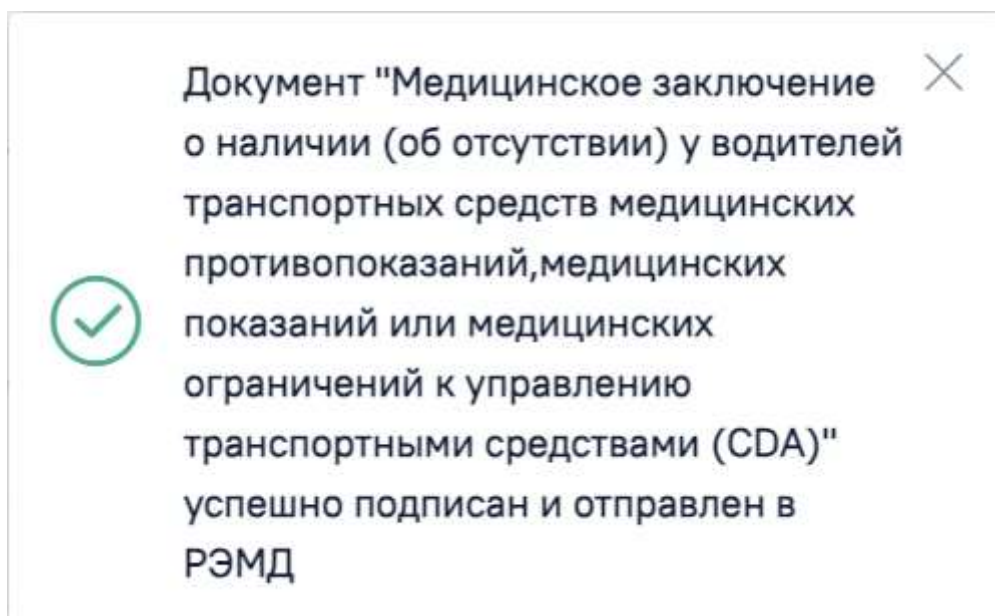 Документ "Медицинское заключение
о наличии (об отсутствии) у водителей
транспортных средств медицинских
противопоказаний,медицинских
показаний или медицинских
ограничений к управлению
транспортными средствами (CDA)"
успешно подписан и отправлен в
РЭМД